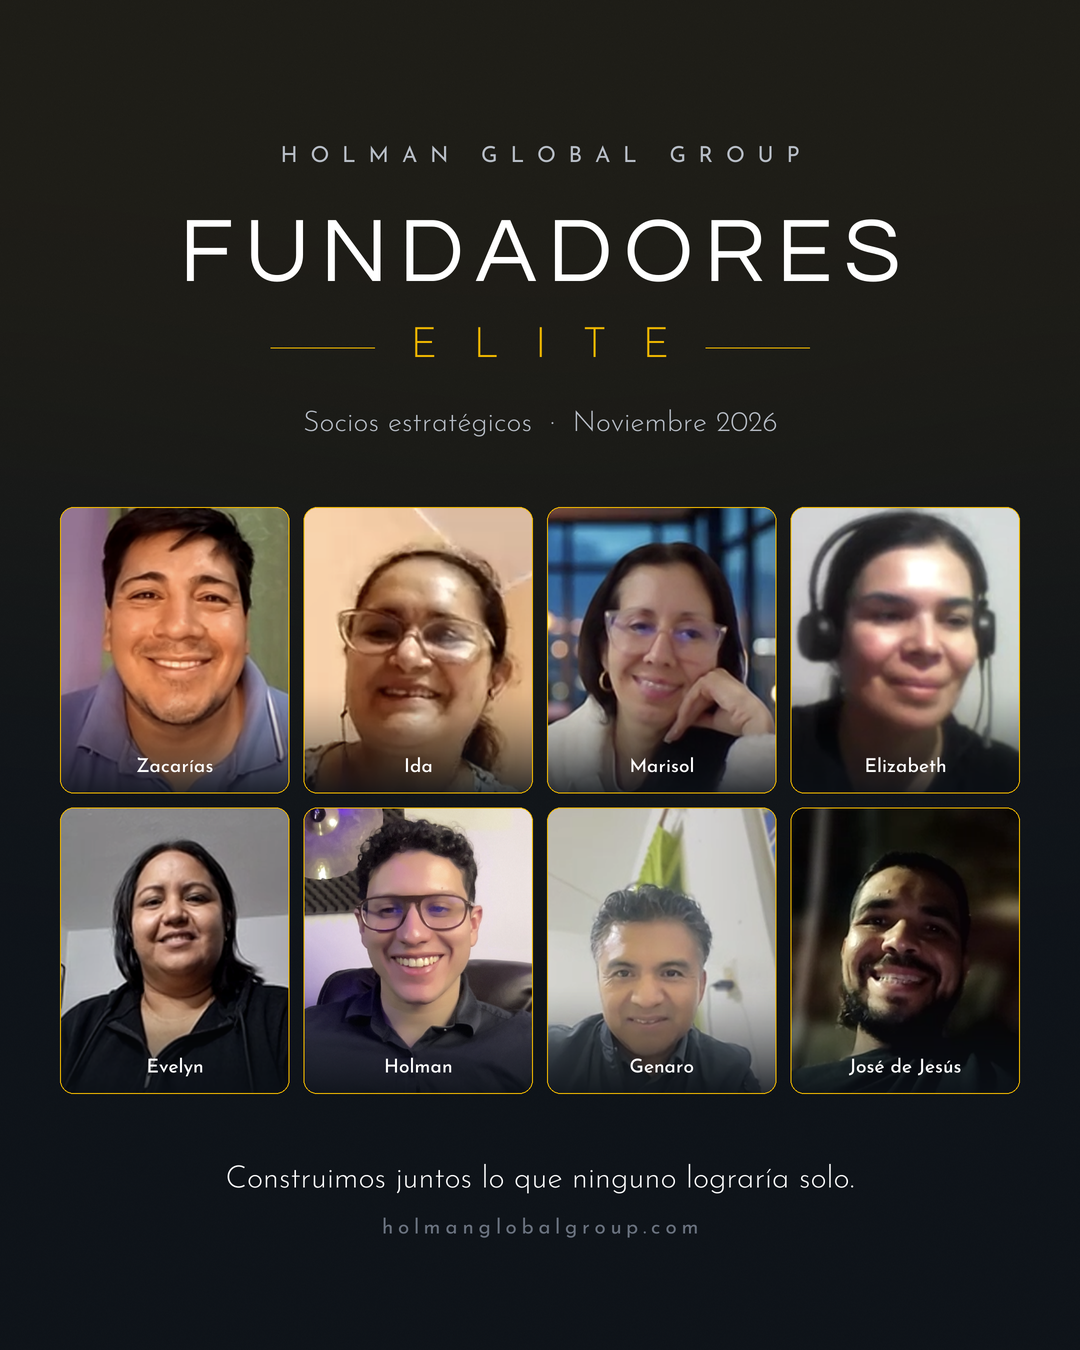 HOLMAN GLOBAL GROUP
FUNDADORES
ELITE
Socios estratégicos · Noviembre 2026
Zacarías
Ida
Marisol
Elizabeth
Evelyn
Holman
Genaro
José de Jesús
Construimos juntos lo que ninguno lograría solo.
holmanglobalgroup.com